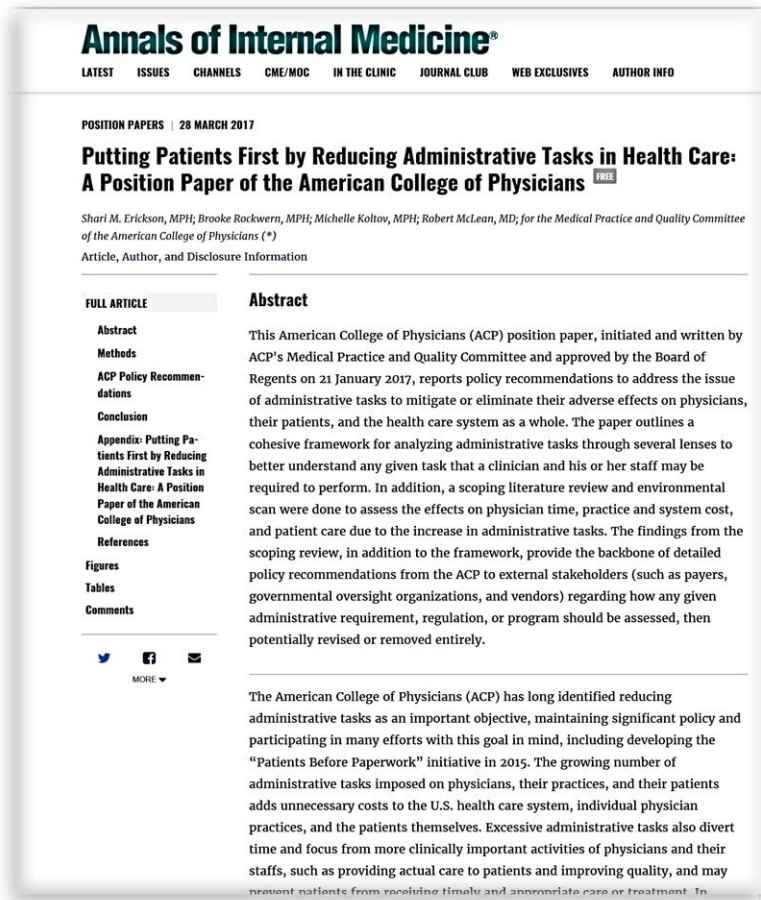 Annals of Internal Medicine®
LATEST ISSUES CHANNELS CME/MOC IN THE CLINIC JOURNAL CLUB WEB EXCLUSIVES AUTHOR INFO
POSITION PAPERS | 28 MARCH 2017
Putting Patients First by Reducing Administrative Tasks in Health Care:
A Position Paper of the American College of Physicians FREE
Shari M. Erickson, MPH; Brooke Rockwern, MPH; Michelle Koltov, MPH; Robert McLean, MD; for the Medical Practice and Quality Committee
of the American College of Physicians (*)
Article, Author, and Disclosure Information
FULL ARTICLE
Abstract
Methods
ACP Policy Recommen-
dations
Conclusion
Appendix: Putting Pa-
tients First by Reducing
Administrative Tasks in
Health Care: A Position
Paper of the American
College of Physicians
References
Figures
Tables
Comments
MORE
Abstract
This American College of Physicians (ACP) position paper, initiated and written by
ACP's Medical Practice and Quality Committee and approved by the Board of
Regents on 21 January 2017, reports policy recommendations to address the issue
of administrative tasks to mitigate or eliminate their adverse effects on physicians,
their patients, and the health care system as a whole. The paper outlines a
cohesive framework for analyzing administrative tasks through several lenses to
better understand any given task that a clinician and his or her staff may be
required to perform. In addition, a scoping literature review and environmental
scan were done to assess the effects on physician time, practice and system cost,
and patient care due to the increase in administrative tasks. The findings from the
scoping review, in addition to the framework, provide the backbone of detailed
policy recommendations from the ACP to external stakeholders (such as payers,
governmental oversight organizations, and vendors) regarding how any given
administrative requirement, regulation, or program should be assessed, then
potentially revised or removed entirely.
The American College of Physicians (ACP) has long identified reducing
administrative tasks as an important objective, maintaining significant policy and
participating in many efforts with this goal in mind, including developing the
“Patients Before Paperwork” initiative in 2015. The growing number of
administrative tasks imposed on physicians, their practices, and their patients
adds unnecessary costs to the U.S. health care system, individual physician
practices, and the patients themselves. Excessive administrative tasks also divert
time and focus from more clinically important activities of physicians and their
staffs, such as providing actual care to patients and improving quality, and may
prevent patients from receiving timely and appropriate care or treatment. In